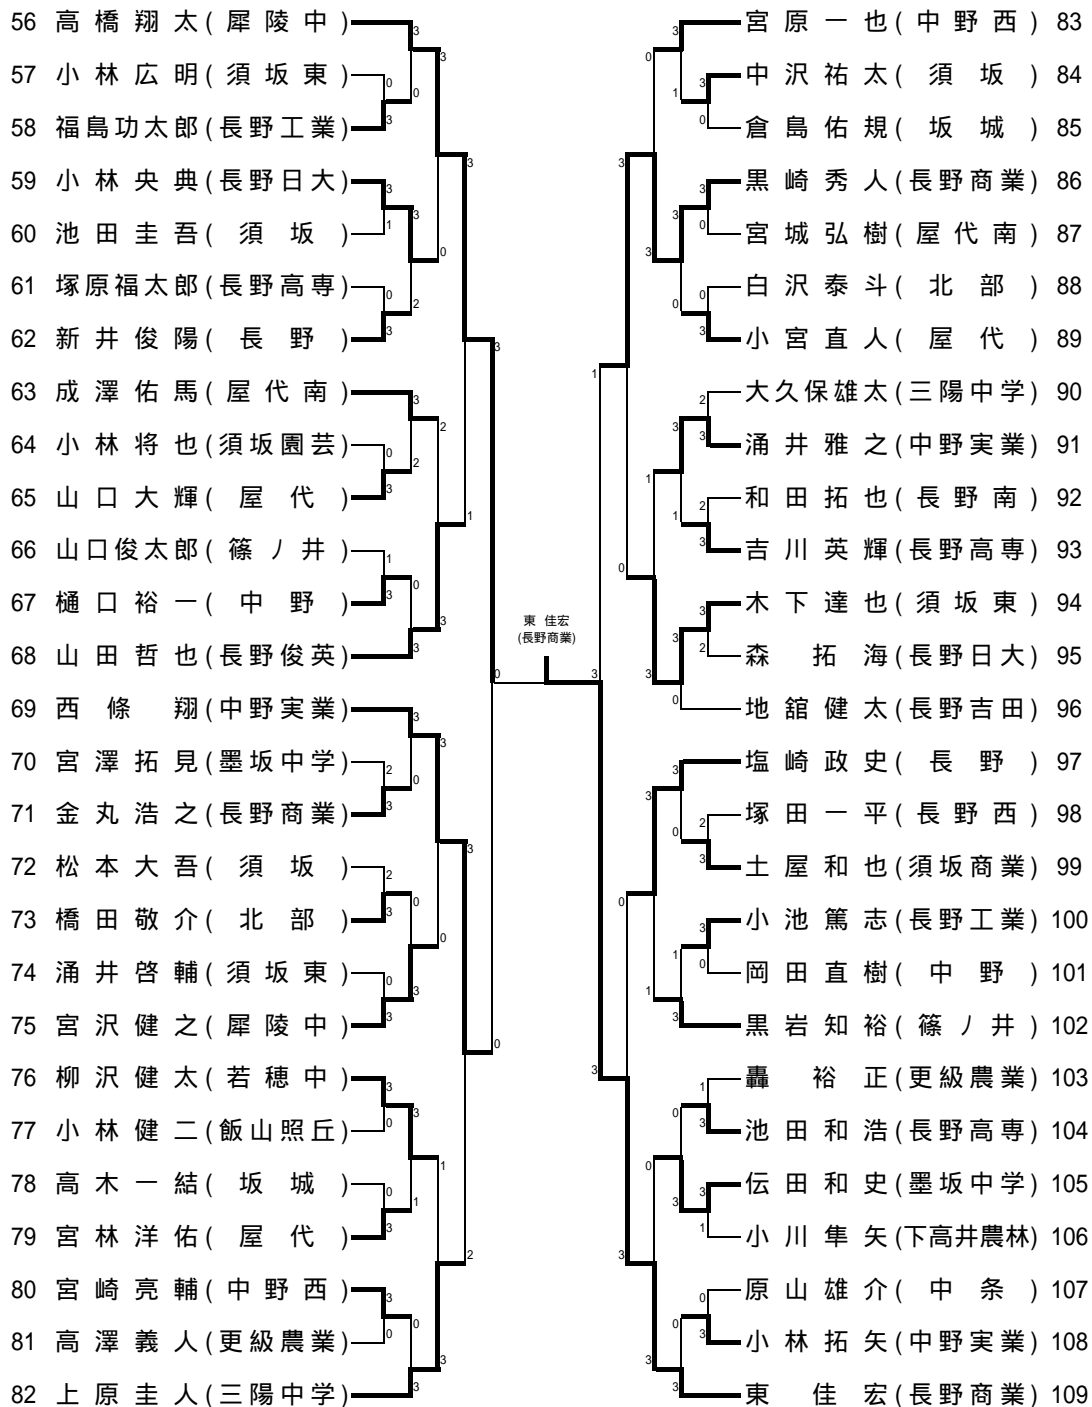 56 高橋翔太(犀陵中)
57 小林広明(須坂東)
58 福島功太郎(長野工業)
59 小林央典(長野日大)
60 池田圭吾(須坂)
61 塚原福太郎(長野高専)
62 新井俊陽(長野)
63 成澤佑馬(屋代南)
64 小林将也(須坂園芸)
65 山口大輝(屋代)
66 山口俊太郎(篠ノ井)
67 樋口裕一(中野)
68 山田哲也(長野俊英)
69 西條翔(中野実業)
70 宮澤拓見(墨坂中学)
71 金丸浩之(長野商業)
72 松本大吾(須坂)
73 橋田敬介(北部)
74 涌井啓輔(須坂東)
75 宮沢健之(犀陵中)
76 柳沢健太(若穂中)
77 小林健二(飯山照丘)
78 高木一結(坂城)
79 宮林洋佑(屋代)
80 宮崎亮輔(中野西)
81 高澤義人(更級農業)
82 上原圭人(三陽中学)
東 佳宏
(長野商業)
宮原一也(中野西) 83
中沢祐太(須坂) 84
倉島佑規(坂城) 85
黒崎秀人(長野商業) 86
宮城弘樹(屋代南) 87
白沢泰斗(北部) 88
小宮直人(屋代) 89
大久保雄太(三陽中学) 90
涌井雅之(中野実業) 91
和田拓也(長野南) 92
吉川英輝(長野高専) 93
木下達也(須坂東) 94
森拓海(長野日大) 95
地舘健太(長野吉田) 96
塩崎政史(長野) 97
塚田一平(長野西) 98
土屋和也(須坂商業) 99
小池篤志(長野工業) 100
岡田直樹(中野) 101
黒岩知裕(篠ノ井) 102
轟裕正(更級農業) 103
池田和浩(長野高専) 104
伝田和史(墨坂中学) 105
小川隼矢(下高井農林) 106
原山雄介(中条) 107
小林拓矢(中野実業) 108
東佳宏(長野商業) 109